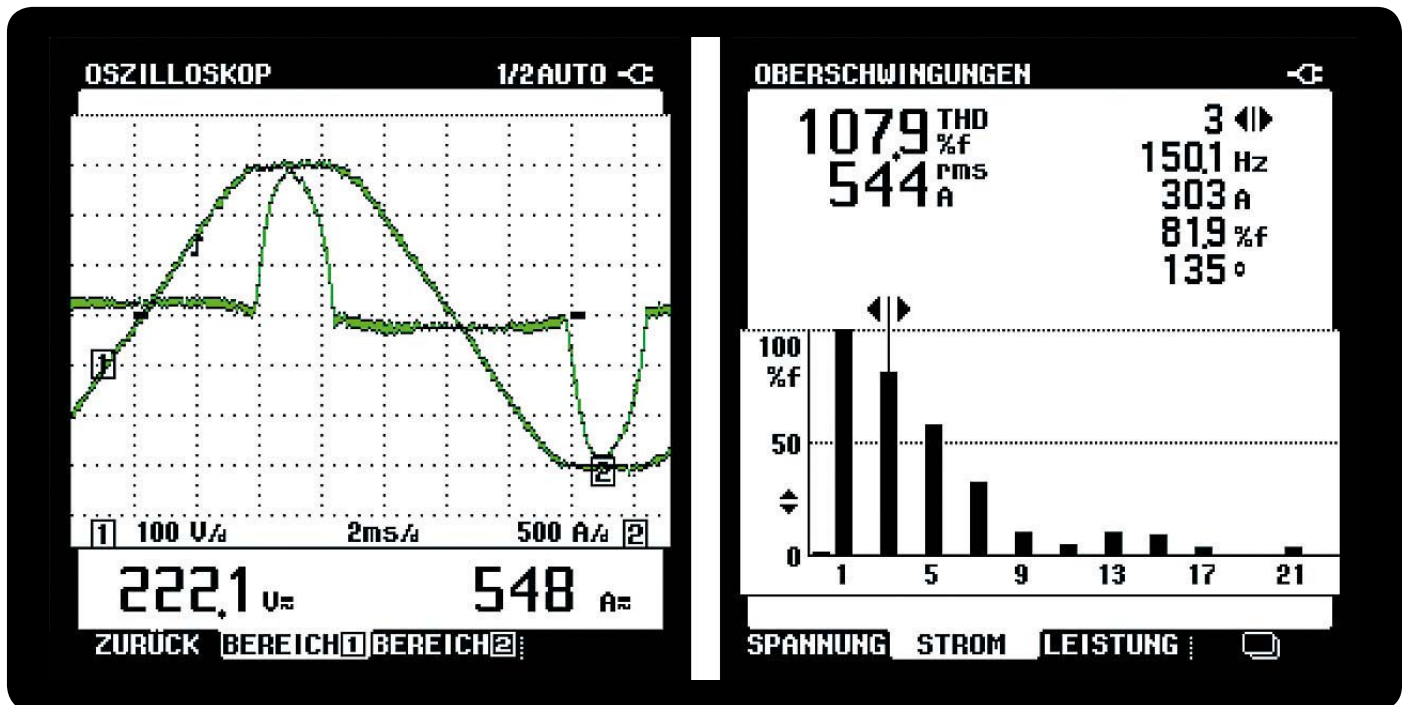 OSZILLOSKOP 1/2AUTO
1
2
1 100 V/d 2ms/d 500 A/d 2
222,1 V 548 A
ZURÜCK BEREICH1 BEREICH2
OBERSCHWINGUNGEN
107,9 THD %f
544 rms A
3
150,1 Hz
303 A
81,9 %f
135 °
100
%f
50
0
1 5 9 13 17 21
SPANNUNG STROM LEISTUNG